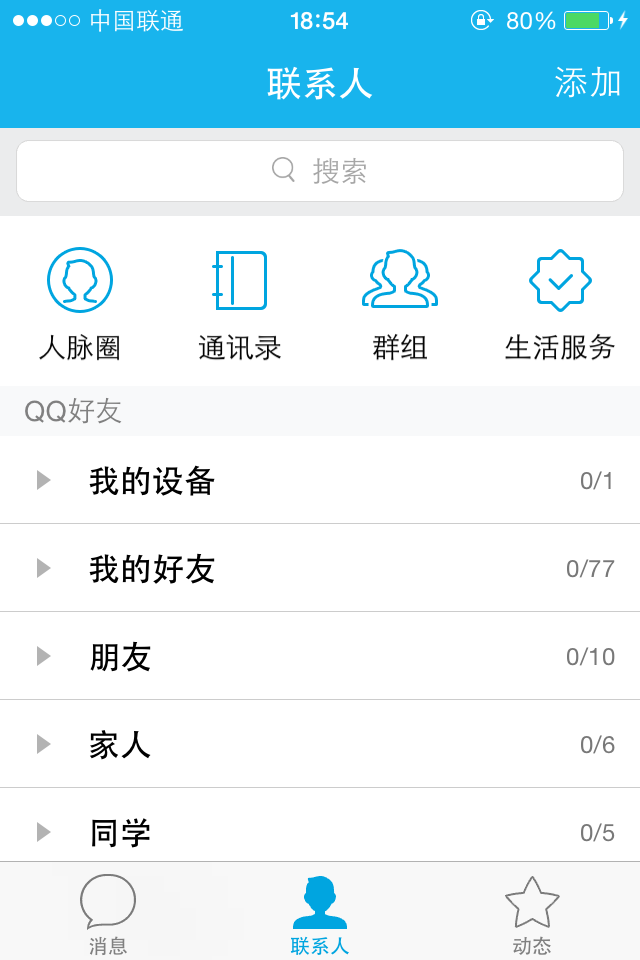 中国联通 18:54 80%
联系人 添加
搜索
人脉圈 通讯录 群组 生活服务
QQ好友
我的设备 0/1
我的好友 0/77
朋友 0/10
家人 0/6
同学 0/5
消息 联系人 动态